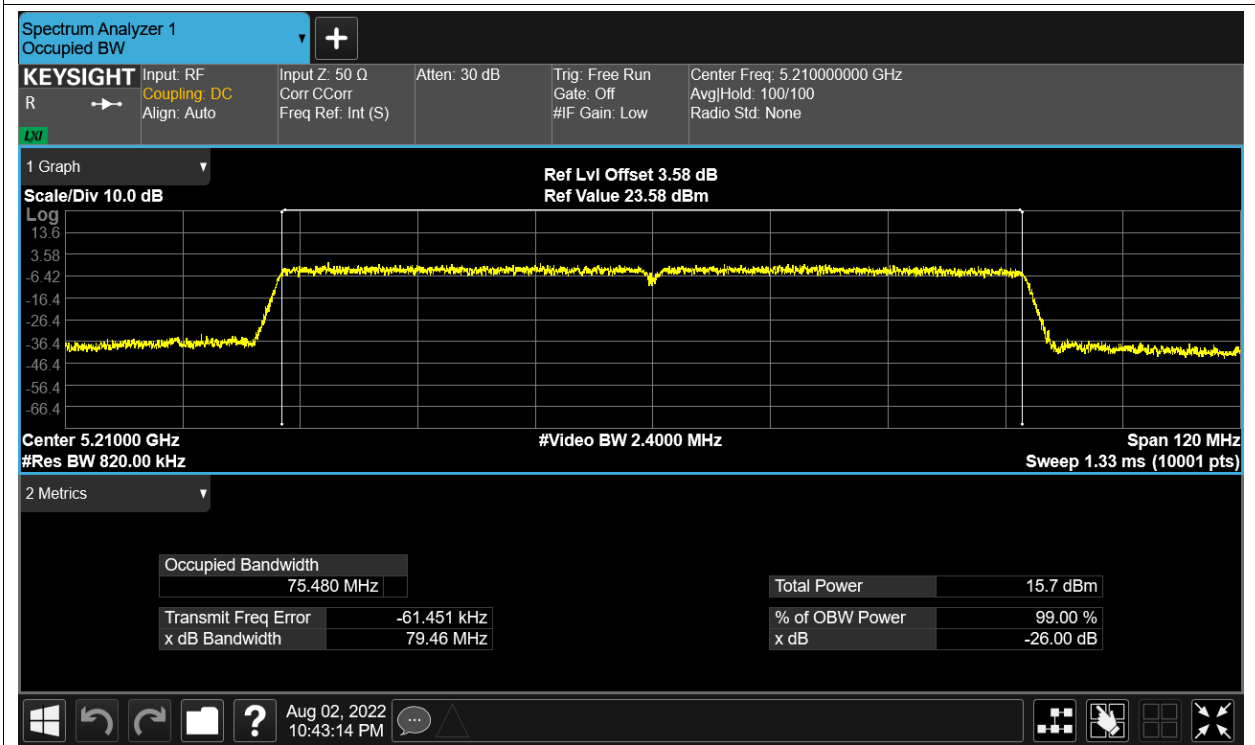 Spectrum Analyzer 1
Occupied BW
KEYSIGHT
R
LXI
Input: RF
Coupling: DC
Align: Auto
Input Z: 50 Ω
Corr CCorr
Freq Ref: Int (S)
Atten: 30 dB
Trig: Free Run
Gate: Off
#IF Gain: Low
Center Freq: 5.210000000 GHz
Avg|Hold: 100/100
Radio Std: None
1 Graph
Scale/Div 10.0 dB
Ref Lvl Offset 3.58 dB
Ref Value 23.58 dBm
Log
13.6
3.58
-6.42
-16.4
-26.4
-36.4
-46.4
-56.4
-66.4
Center 5.21000 GHz
#Video BW 2.4000 MHz
Span 120 MHz
#Res BW 820.00 kHz
Sweep 1.33 ms (10001 pts)
2 Metrics
Occupied Bandwidth
75.480 MHz
Total Power 15.7 dBm
Transmit Freq Error -61.451 kHz
% of OBW Power 99.00 %
x dB Bandwidth 79.46 MHz
x dB -26.00 dB
?
Aug 02, 2022
10:43:14 PM